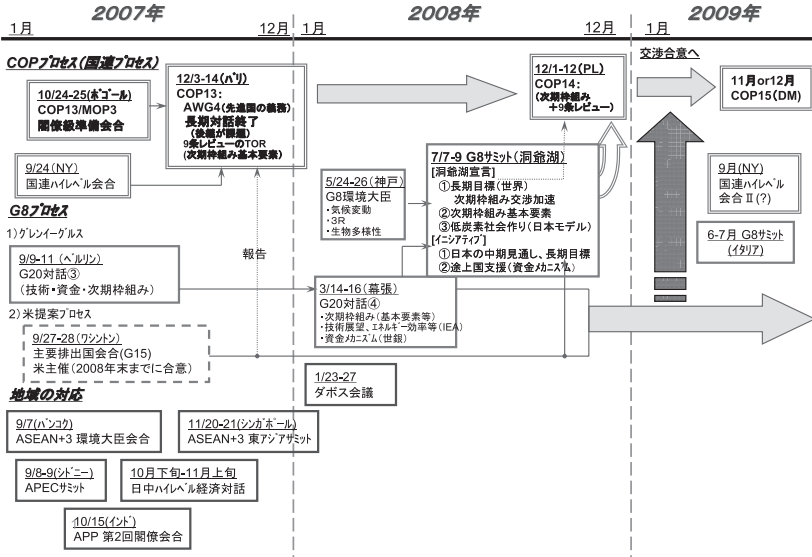 2007年
2008年
2009年
1月
12月
1月
12月
1月
COPプロセス(国連プロセス)
10/24-25(ボゴール)
COP13/MOP3
閣僚級準備会合
12/3-14(バリ)
COP13:
AWG4(先進国の義務)
長期対話終了
(後継が課題)
9条レビューのTOR
(次期枠組み基本要素)
12/1-12(PL)
COP14:
(次期枠組み
+9条レビュー)
交渉合意へ
11月or12月
COP15(DM)
9/24(NY)
国連ハイレベル会合
G8プロセス
1)グレンイーグルス
9/9-11(ベルリン)
G20対話③
(技術・資金・次期枠組み)
報告
5/24-26(神戸)
G8環境大臣
・気候変動
・3R
・生物多様性
7/7-9 G8サミット(洞爺湖)
[洞爺湖宣言]
①長期目標(世界)
次期枠組み交渉加速
②次期枠組み基本要素
③低炭素社会作り(日本モデル)
[イニシアティブ]
①日本の中期見通し、長期目標
②途上国支援(資金メカニズム)
9月(NY)
国連ハイレベル
会合Ⅱ(?)
6-7月 G8サミット
(イタリア)
3/14-16(幕張)
G20対話④
・次期枠組み(基本要素等)
・技術展望、エネルギー効率等(IEA)
・資金メカニズム(世銀)
2)米提案プロセス
9/27-28(ワシントン)
主要排出国会合(G15)
米主催(2008年末までに合意)
1/23-27
ダボス会議
地域の対応
9/7(バンコク)
ASEAN+3 環境大臣会合
11/20-21(シンガポール)
ASEAN+3 東アジアサミット
9/8-9(シドニー)
APECサミット
10月下旬-11月上旬
日中ハイレベル経済対話
10/15(インド)
APP 第2回閣僚会合